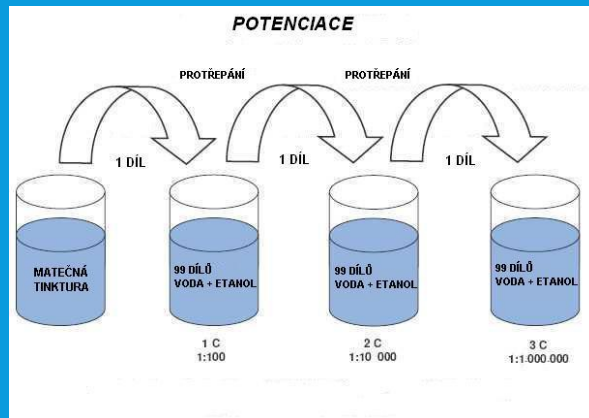 POTENCIACE
PROTŘEPÁNÍ
PROTŘEPÁNÍ
1 DÍL
1 DÍL
1 DÍL
MATEČNÁ
TINKTURA
99 DÍLŮ
VODA + ETANOL
99 DÍLŮ
VODA + ETANOL
99 DÍLŮ
VODA + ETANOL
1 C
1:100
2 C
1:10 000
3 C
1:1 000 000